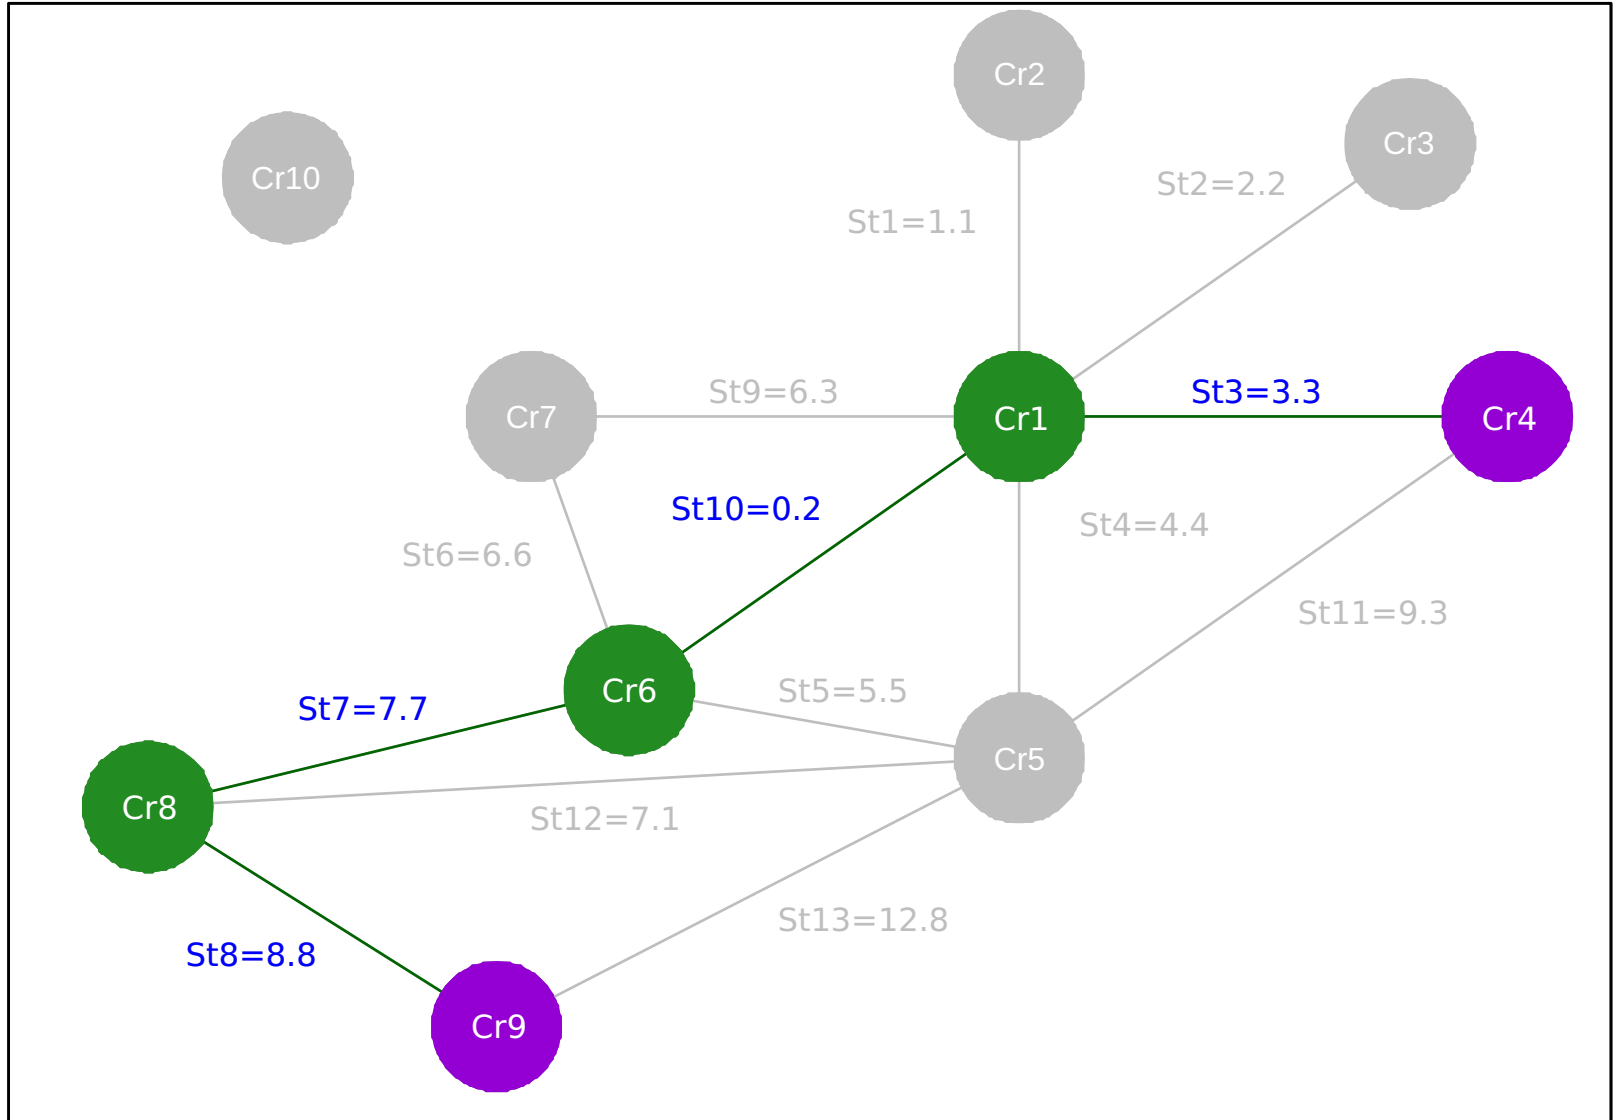 Cr2
Cr3
Cr10
St2=2.2
St1=1.1
St9=6.3
St3=3.3
Cr7
Cr1
Cr4
St10=0.2
St4=4.4
St6=6.6
St11=9.3
Cr6
St5=5.5
St7=7.7
Cr5
Cr8
St12=7.1
St13=12.8
St8=8.8
Cr9